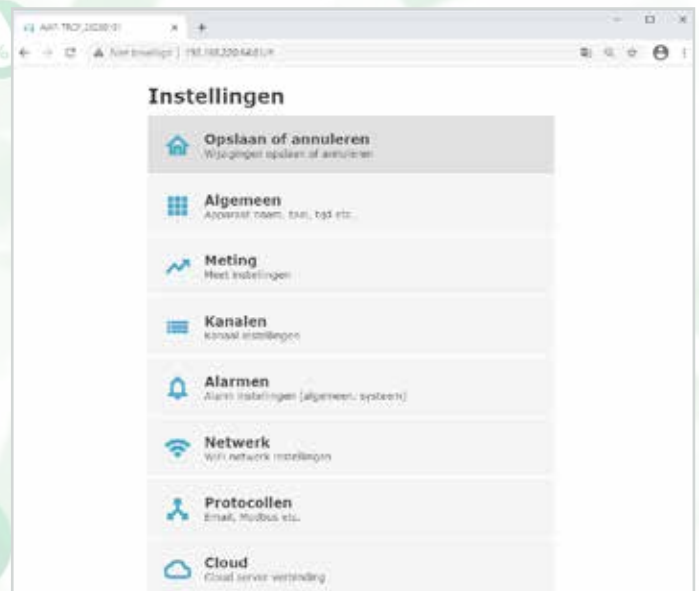 Instellingen
Opslaan of annuleren
Wijzigingen opslaan of annuleren
Algemeen
Apparaat naam, taal, tijd etc.
Meting
Meet instellingen
Kanalen
Kanaal instellingen
Alarmen
Alarm instellingen (algemeen, systeem)
Netwerk
WiFi netwerk instellingen
Protocollen
Email, Modbus etc.
Cloud
Cloud server verbinding